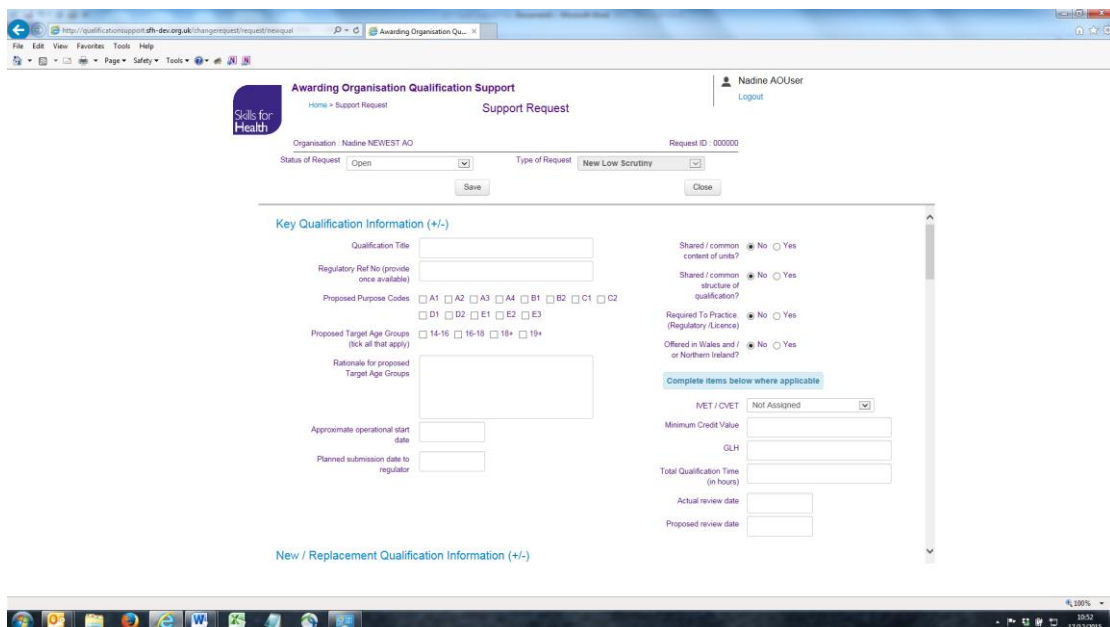 http://qualificationsupport.sfh-dev.org.uk/changerequest/request/newqual
Awarding Organisation Qu...
File Edit View Favorites Tools Help
Page Safety Tools
Skills for
Health
Awarding Organisation Qualification Support
Home > Support Request
Support Request
Nadine AOUser
Logout
Organisation : Nadine NEWEST AO
Request ID : 000000
Status of Request Open
Type of Request New Low Scrutiny
Save Close
Key Qualification Information (+/-)
Qualification Title
Regulatory Ref No (provide
once available)
Proposed Purpose Codes A1 A2 A3 A4 B1 B2 C1 C2
D1 D2 E1 E2 E3
Proposed Target Age Groups 14-16 16-18 18+ 19+
(tick all that apply)
Rationale for proposed
Target Age Groups
Approximate operational start
date
Planned submission date to
regulator
Shared / common No Yes
content of units?
Shared / common No Yes
structure of
qualification?
Required To Practice. No Yes
(Regulatory /Licence)
Offered in Wales and / No Yes
or Northern Ireland?
Complete items below where applicable
IVET / CVET Not Assigned
Minimum Credit Value
GLH
Total Qualification Time
(in hours)
Actual review date
Proposed review date
New / Replacement Qualification Information (+/-)
100%
10:52
17/12/2015